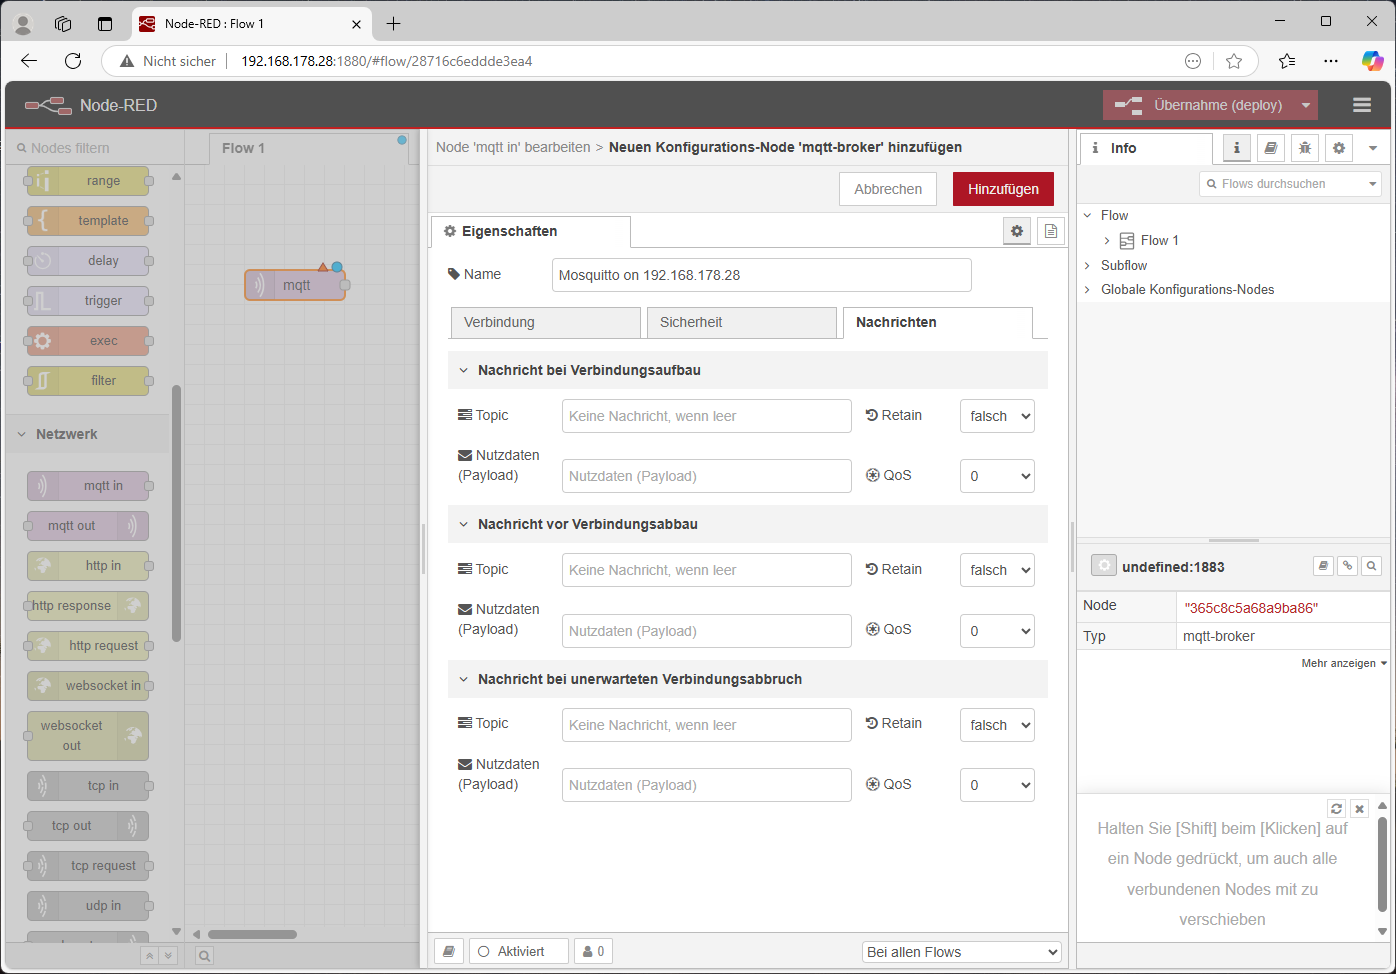 Node-RED : Flow 1
Nicht sicher
192.168.178.28:1880/#flow/28716c6eddde3ea4
Node-RED
Übernahme (deploy)
Nodes filtern
range
template
delay
trigger
exec
filter
Netzwerk
mqtt in
mqtt out
http in
http response
http request
websocket in
websocket
out
tcp in
tcp out
tcp request
udp in
Flow 1
mqtt
Node 'mqtt in' bearbeiten > Neuen Konfigurations-Node 'mqtt-broker' hinzufügen
Abbrechen
Hinzufügen
Eigenschaften
Name
Mosquitto on 192.168.178.28
Verbindung
Sicherheit
Nachrichten
Nachricht bei Verbindungsaufbau
Topic
Keine Nachricht, wenn leer
Retain
falsch
Nutzdaten
(Payload)
Nutzdaten (Payload)
QoS
0
Nachricht vor Verbindungsabbau
Topic
Keine Nachricht, wenn leer
Retain
falsch
Nutzdaten
(Payload)
Nutzdaten (Payload)
QoS
0
Nachricht bei unerwarteten Verbindungsabbruch
Topic
Keine Nachricht, wenn leer
Retain
falsch
Nutzdaten
(Payload)
Nutzdaten (Payload)
QoS
0
Aktiviert
0
Bei allen Flows
Info
Flows durchsuchen
Flow
Flow 1
Subflow
Globale Konfigurations-Nodes
undefined:1883
Node
"365c8c5a68a9ba86"
Typ
mqtt-broker
Mehr anzeigen
Halten Sie [Shift] beim [Klicken] auf
ein Node gedrückt, um auch alle
verbundenen Nodes mit zu
verschieben